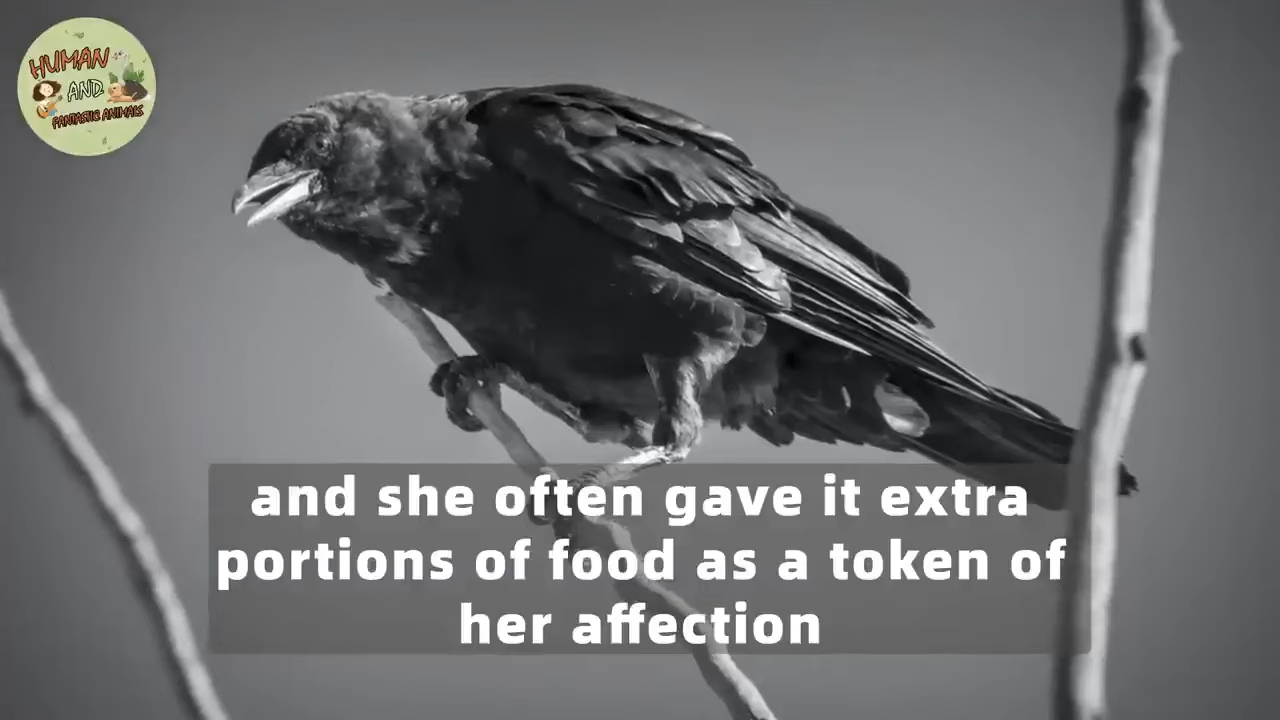 HUMAN
AND
FANTASTIC ANIMALS
and she often gave it extra
portions of food as a token of
her affection